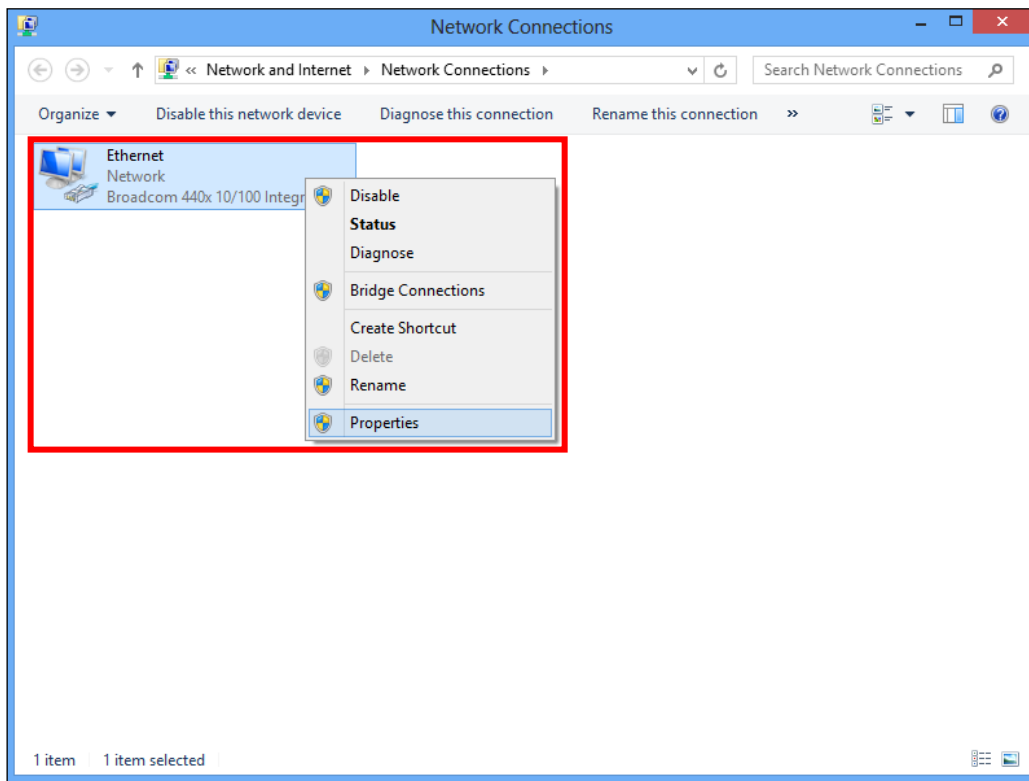 Network Connections
« Network and Internet Network Connections Search Network Connections
Organize Disable this network device Diagnose this connection Rename this connection »
Ethernet
Network
Broadcom 440x 10/100 Integr
Disable
Status
Diagnose
Bridge Connections
Create Shortcut
Delete
Rename
Properties
1 item 1 item selected